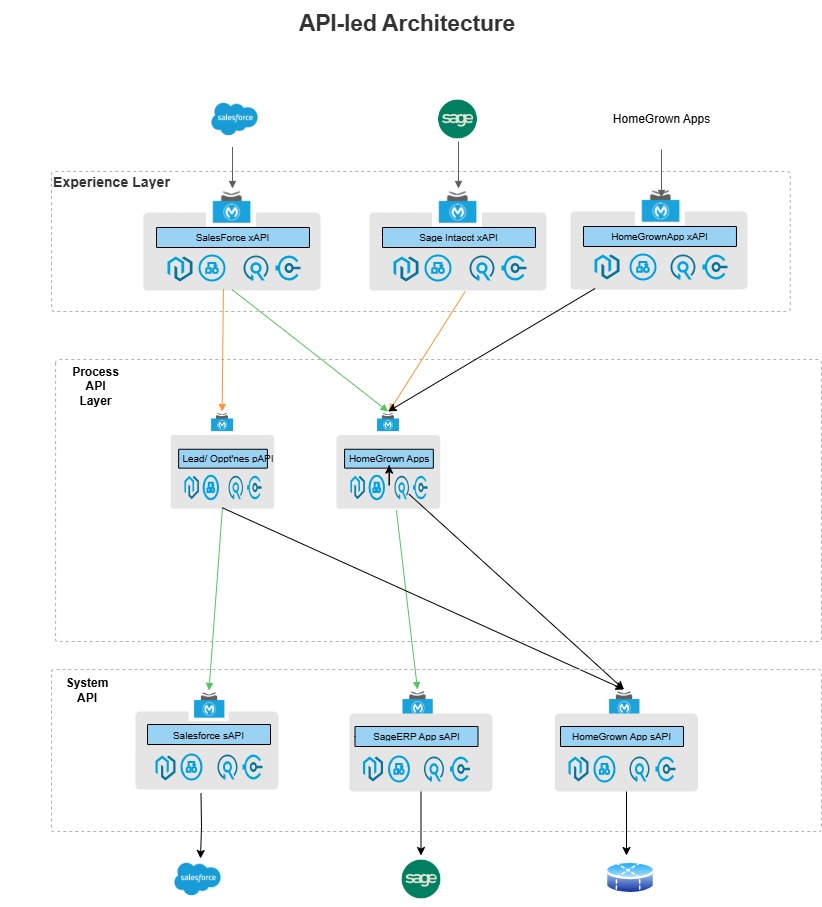 API-led Architecture
salesforce
sage
HomeGrown Apps
Experience Layer
SalesForce xAPI
Sage Intacct xAPI
HomeGrownApp xAPI
Process
API
Layer
Lead/ Oppt'nes pAPI
HomeGrown Apps
System
API
Salesforce sAPI
SageERP App sAPI
HomeGrown App sAPI
salesforce
sage